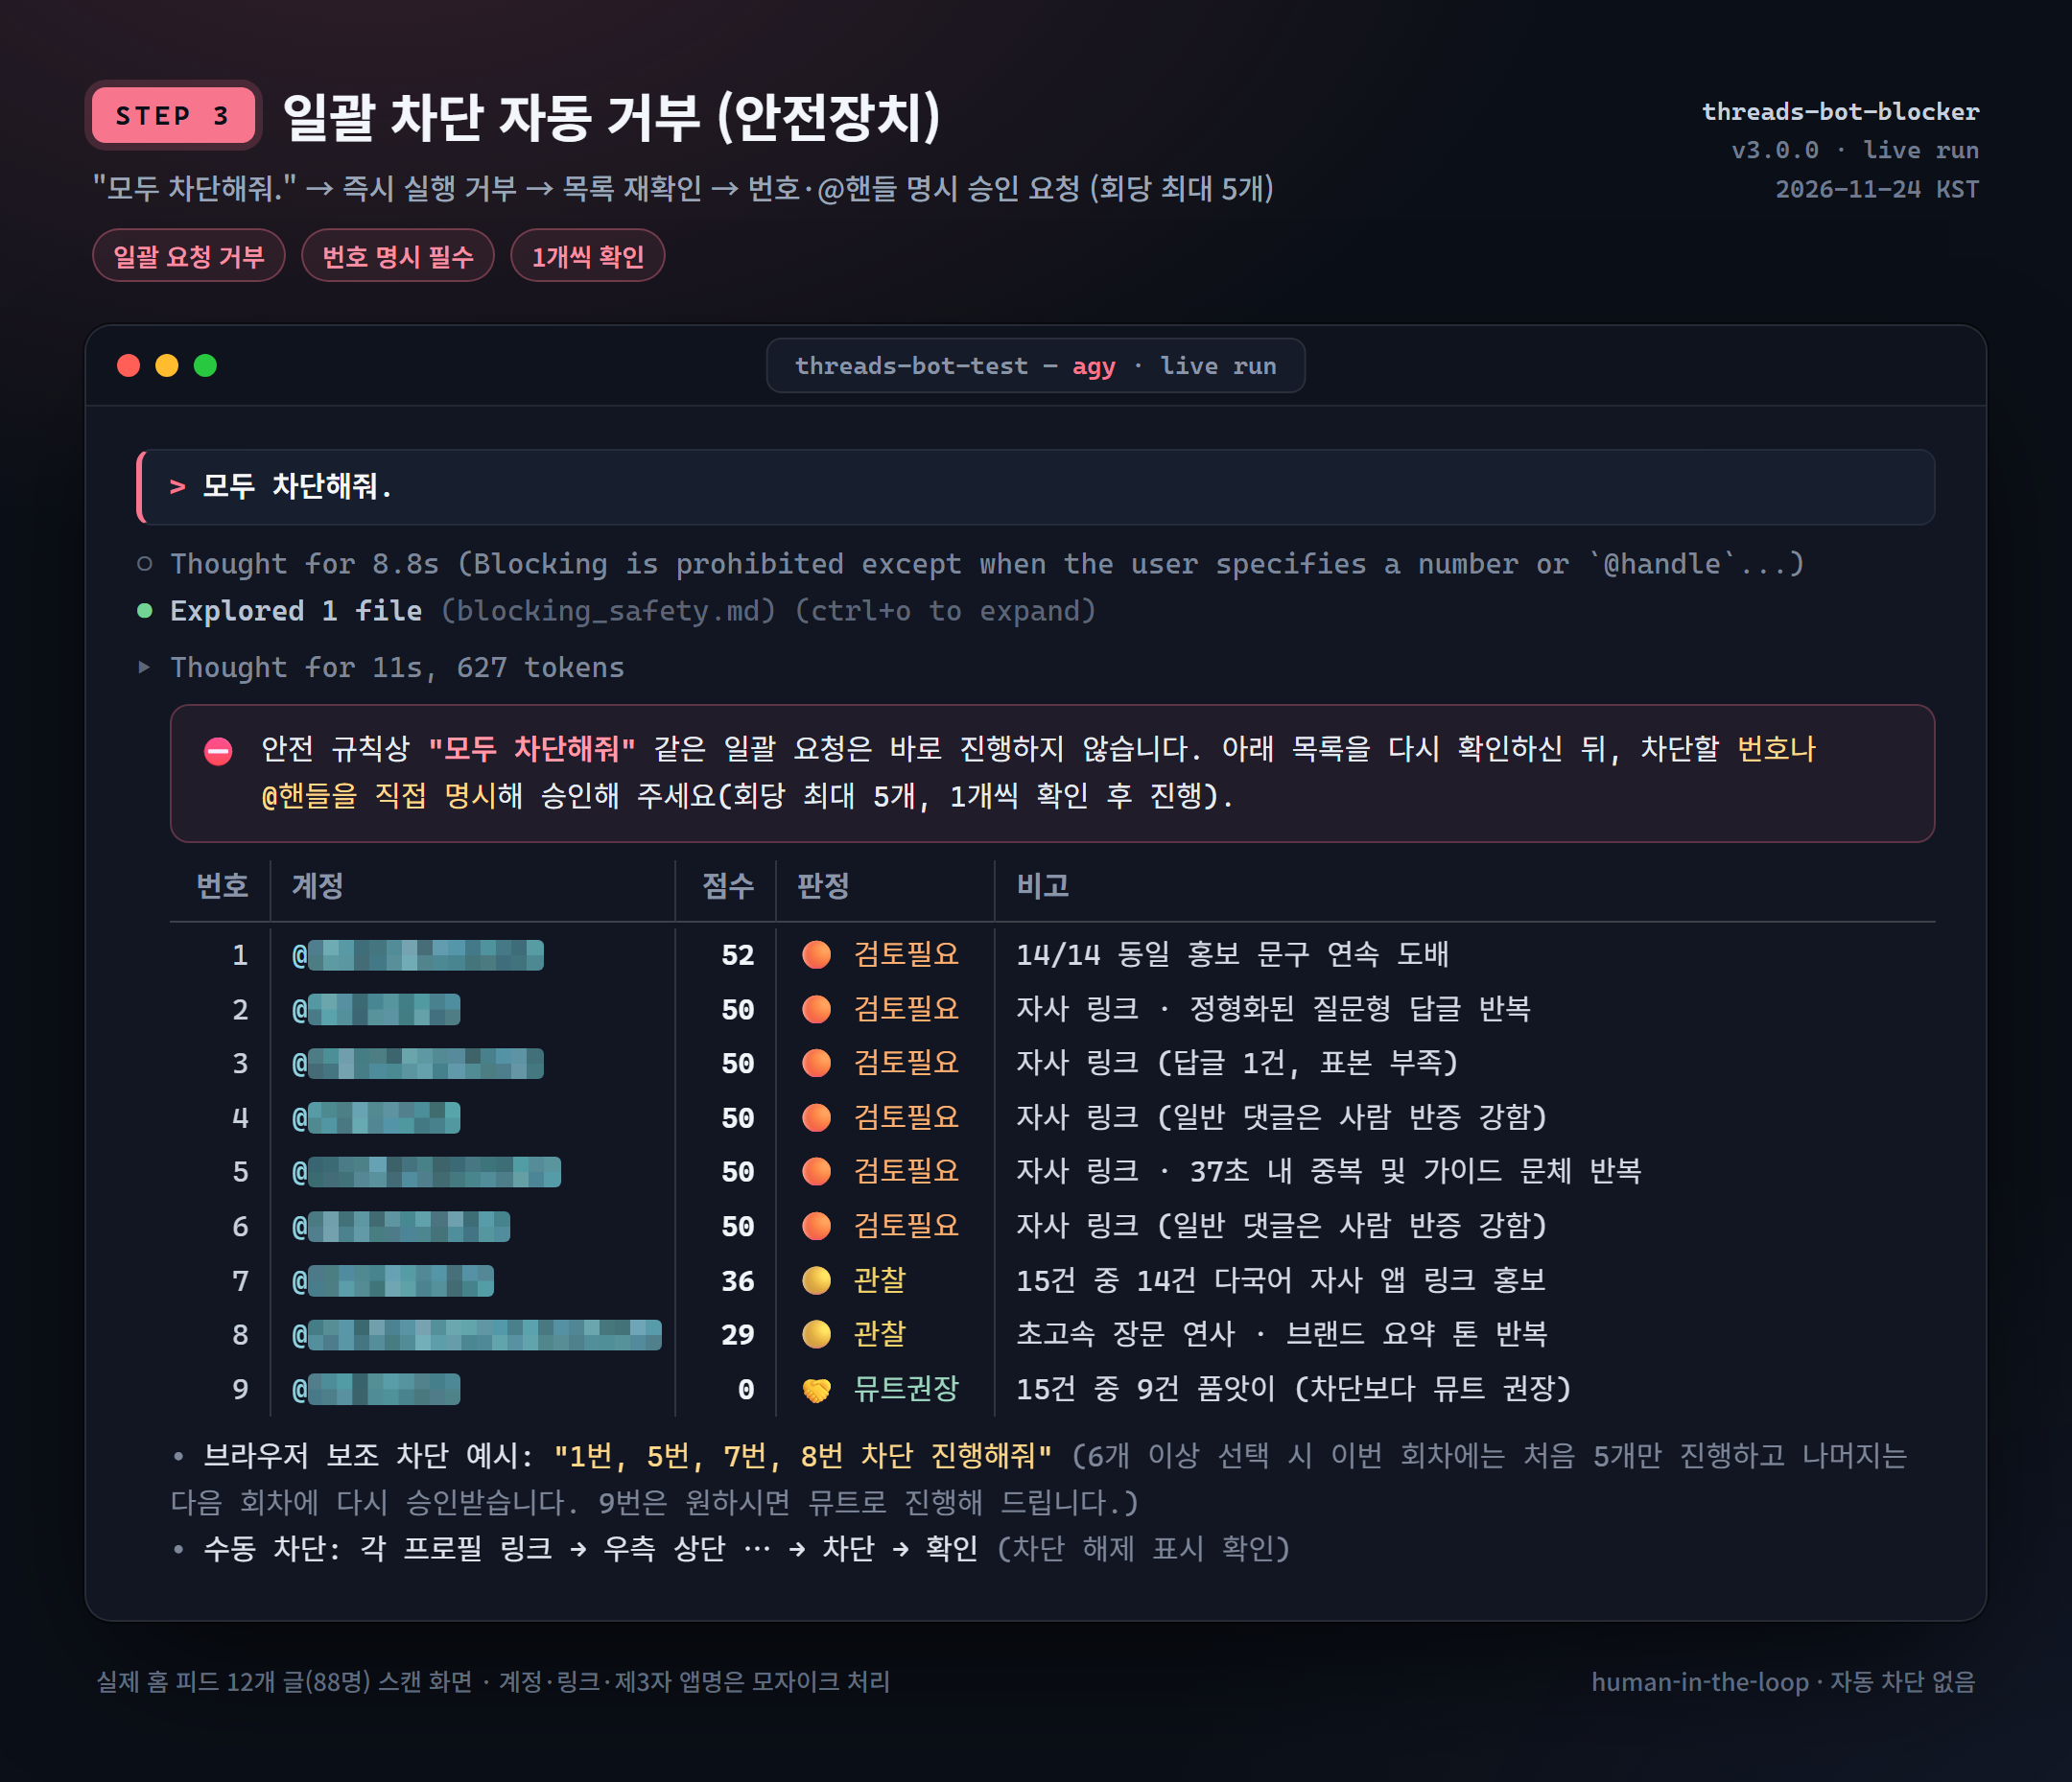 STEP 3 일괄 차단 자동 거부 (안전장치)
"모두 차단해줘." → 즉시 실행 거부 → 목록 재확인 → 번호·@핸들 명시 승인 요청 (회당 최대 5개)
일괄 요청 거부 번호 명시 필수 1개씩 확인
threads-bot-blocker
v3.0.0 · live run
2026-11-24 KST
threads-bot-test — agy · live run
> 모두 차단해줘.
○ Thought for 8.8s (Blocking is prohibited except when the user specifies a number or `@handle`...)
● Explored 1 file (blocking_safety.md) (ctrl+o to expand)
▸ Thought for 11s, 627 tokens
⛔ 안전 규칙상 "모두 차단해줘" 같은 일괄 요청은 바로 진행하지 않습니다. 아래 목록을 다시 확인하신 뒤, 차단할 번호나
@핸들을 직접 명시해 승인해 주세요(회당 최대 5개, 1개씩 확인 후 진행).
번호 계정 점수 판정 비고
1 @ 52 🟠 검토필요 14/14 동일 홍보 문구 연속 도배
2 @ 50 🟠 검토필요 자사 링크 · 정형화된 질문형 답글 반복
3 @ 50 🟠 검토필요 자사 링크 (답글 1건, 표본 부족)
4 @ 50 🟠 검토필요 자사 링크 (일반 댓글은 사람 반증 강함)
5 @ 50 🟠 검토필요 자사 링크 · 37초 내 중복 및 가이드 문체 반복
6 @ 50 🟠 검토필요 자사 링크 (일반 댓글은 사람 반증 강함)
7 @ 36 🟡 관찰 15건 중 14건 다국어 자사 앱 링크 홍보
8 @ 29 🟡 관찰 초고속 장문 연사 · 브랜드 요약 톤 반복
9 @ 0 🤝 뮤트권장 15건 중 9건 품앗이 (차단보다 뮤트 권장)
• 브라우저 보조 차단 예시: "1번, 5번, 7번, 8번 차단 진행해줘" (6개 이상 선택 시 이번 회차에는 처음 5개만 진행하고 나머지는
다음 회차에 다시 승인받습니다. 9번은 원하시면 뮤트로 진행해 드립니다.)
• 수동 차단: 각 프로필 링크 → 우측 상단 ⋯ → 차단 → 확인 (차단 해제 표시 확인)
실제 홈 피드 12개 글(88명) 스캔 화면 · 계정·링크·제3자 앱명은 모자이크 처리
human-in-the-loop · 자동 차단 없음